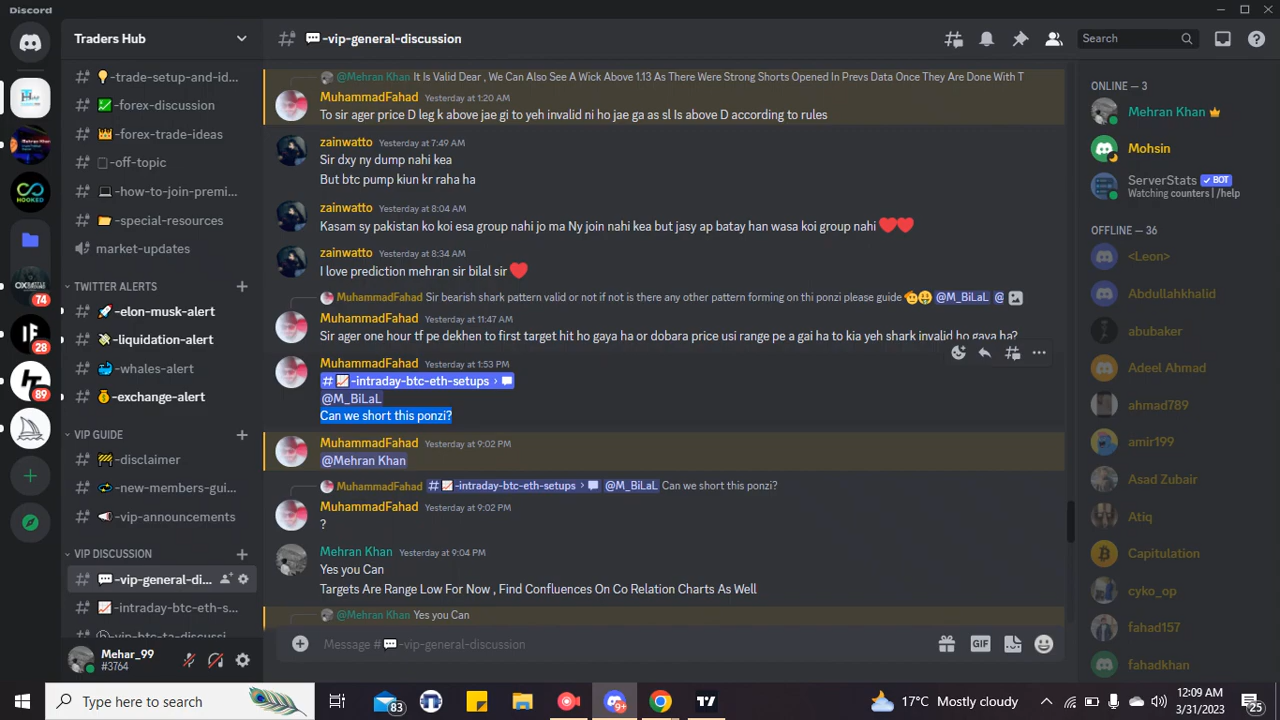 Discord
Traders Hub
-vip-general-discussion
Search
-trade-setup-and-id...
-forex-discussion
-forex-trade-ideas
-off-topic
-how-to-join-premi...
-special-resources
market-updates
TWITTER ALERTS
-elon-musk-alert
-liquidation-alert
-whales-alert
-exchange-alert
VIP GUIDE
-disclaimer
-new-members-gui...
-vip-announcements
VIP DISCUSSION
-vip-general-di...
-intraday-btc-eth-s...
-vip-btc-ta-discussi
74
28
89
Mehar_99
#3764
@Mehran Khan It Is Valid Dear , We Can Also See A Wick Above 1.13 As There Were Strong Shorts Opened In Prevs Data Once They Are Done With T
MuhammadFahad Yesterday at 1:20 AM
To sir ager price D leg k above jae gi to yeh invalid ni ho jae ga as sl Is above D according to rules
zainwatto Yesterday at 7:49 AM
Sir dxy ny dump nahi kea
But btc pump kiun kr raha ha
zainwatto Yesterday at 8:04 AM
Kasam sy pakistan ko koi esa group nahi jo ma Ny join nahi kea but jasy ap batay han wasa koi group nahi ❤️❤️
zainwatto Yesterday at 8:34 AM
I love prediction mehran sir bilal sir ❤️
MuhammadFahad Sir bearish shark pattern valid or not if not is there any other pattern forming on thi ponzi please guide @M_BiLaL @
MuhammadFahad Yesterday at 11:47 AM
Sir ager one hour tf pe dekhen to first target hit ho gaya ha or dobara price usi range pe a gai ha to kia yeh shark invalid ho gaya ha?
MuhammadFahad Yesterday at 1:53 PM
# -intraday-btc-eth-setups ›
@M_BiLaL
Can we short this ponzi?
MuhammadFahad Yesterday at 9:02 PM
@Mehran Khan
MuhammadFahad # -intraday-btc-eth-setups › @M_BiLaL Can we short this ponzi?
MuhammadFahad Yesterday at 9:02 PM
?
Mehran Khan Yesterday at 9:04 PM
Yes you Can
Targets Are Range Low For Now , Find Confluences On Co Relation Charts As Well
@Mehran Khan Yes you Can
Message # -vip-general-discussion
GIF
ONLINE — 3
Mehran Khan
Mohsin
ServerStats ✓ BOT
Watching counters | /help
OFFLINE — 36
<Leon>
Abdullahkhalid
abubaker
Adeel Ahmad
ahmad789
amir199
Asad Zubair
Atiq
Capitulation
cyko_op
fahad157
fahadkhan
Type here to search
83
9+
17°C Mostly cloudy
12:09 AM
3/31/2023
25